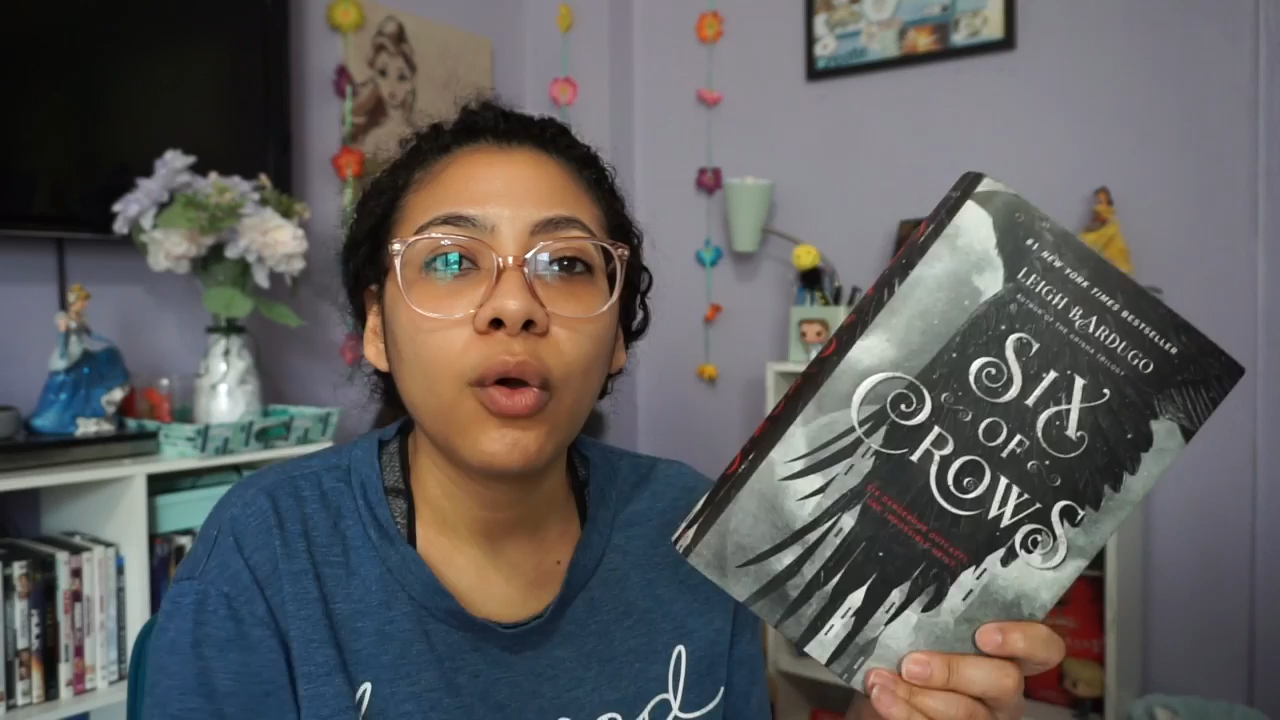 #1 NEW YORK TIMES BESTSELLER
LEIGH BARDUGO
AUTHOR OF THE GRISHA TRILOGY
SIX
OF
CROWS
SIX DANGEROUS OUTCASTS.
ONE IMPOSSIBLE HEIST.